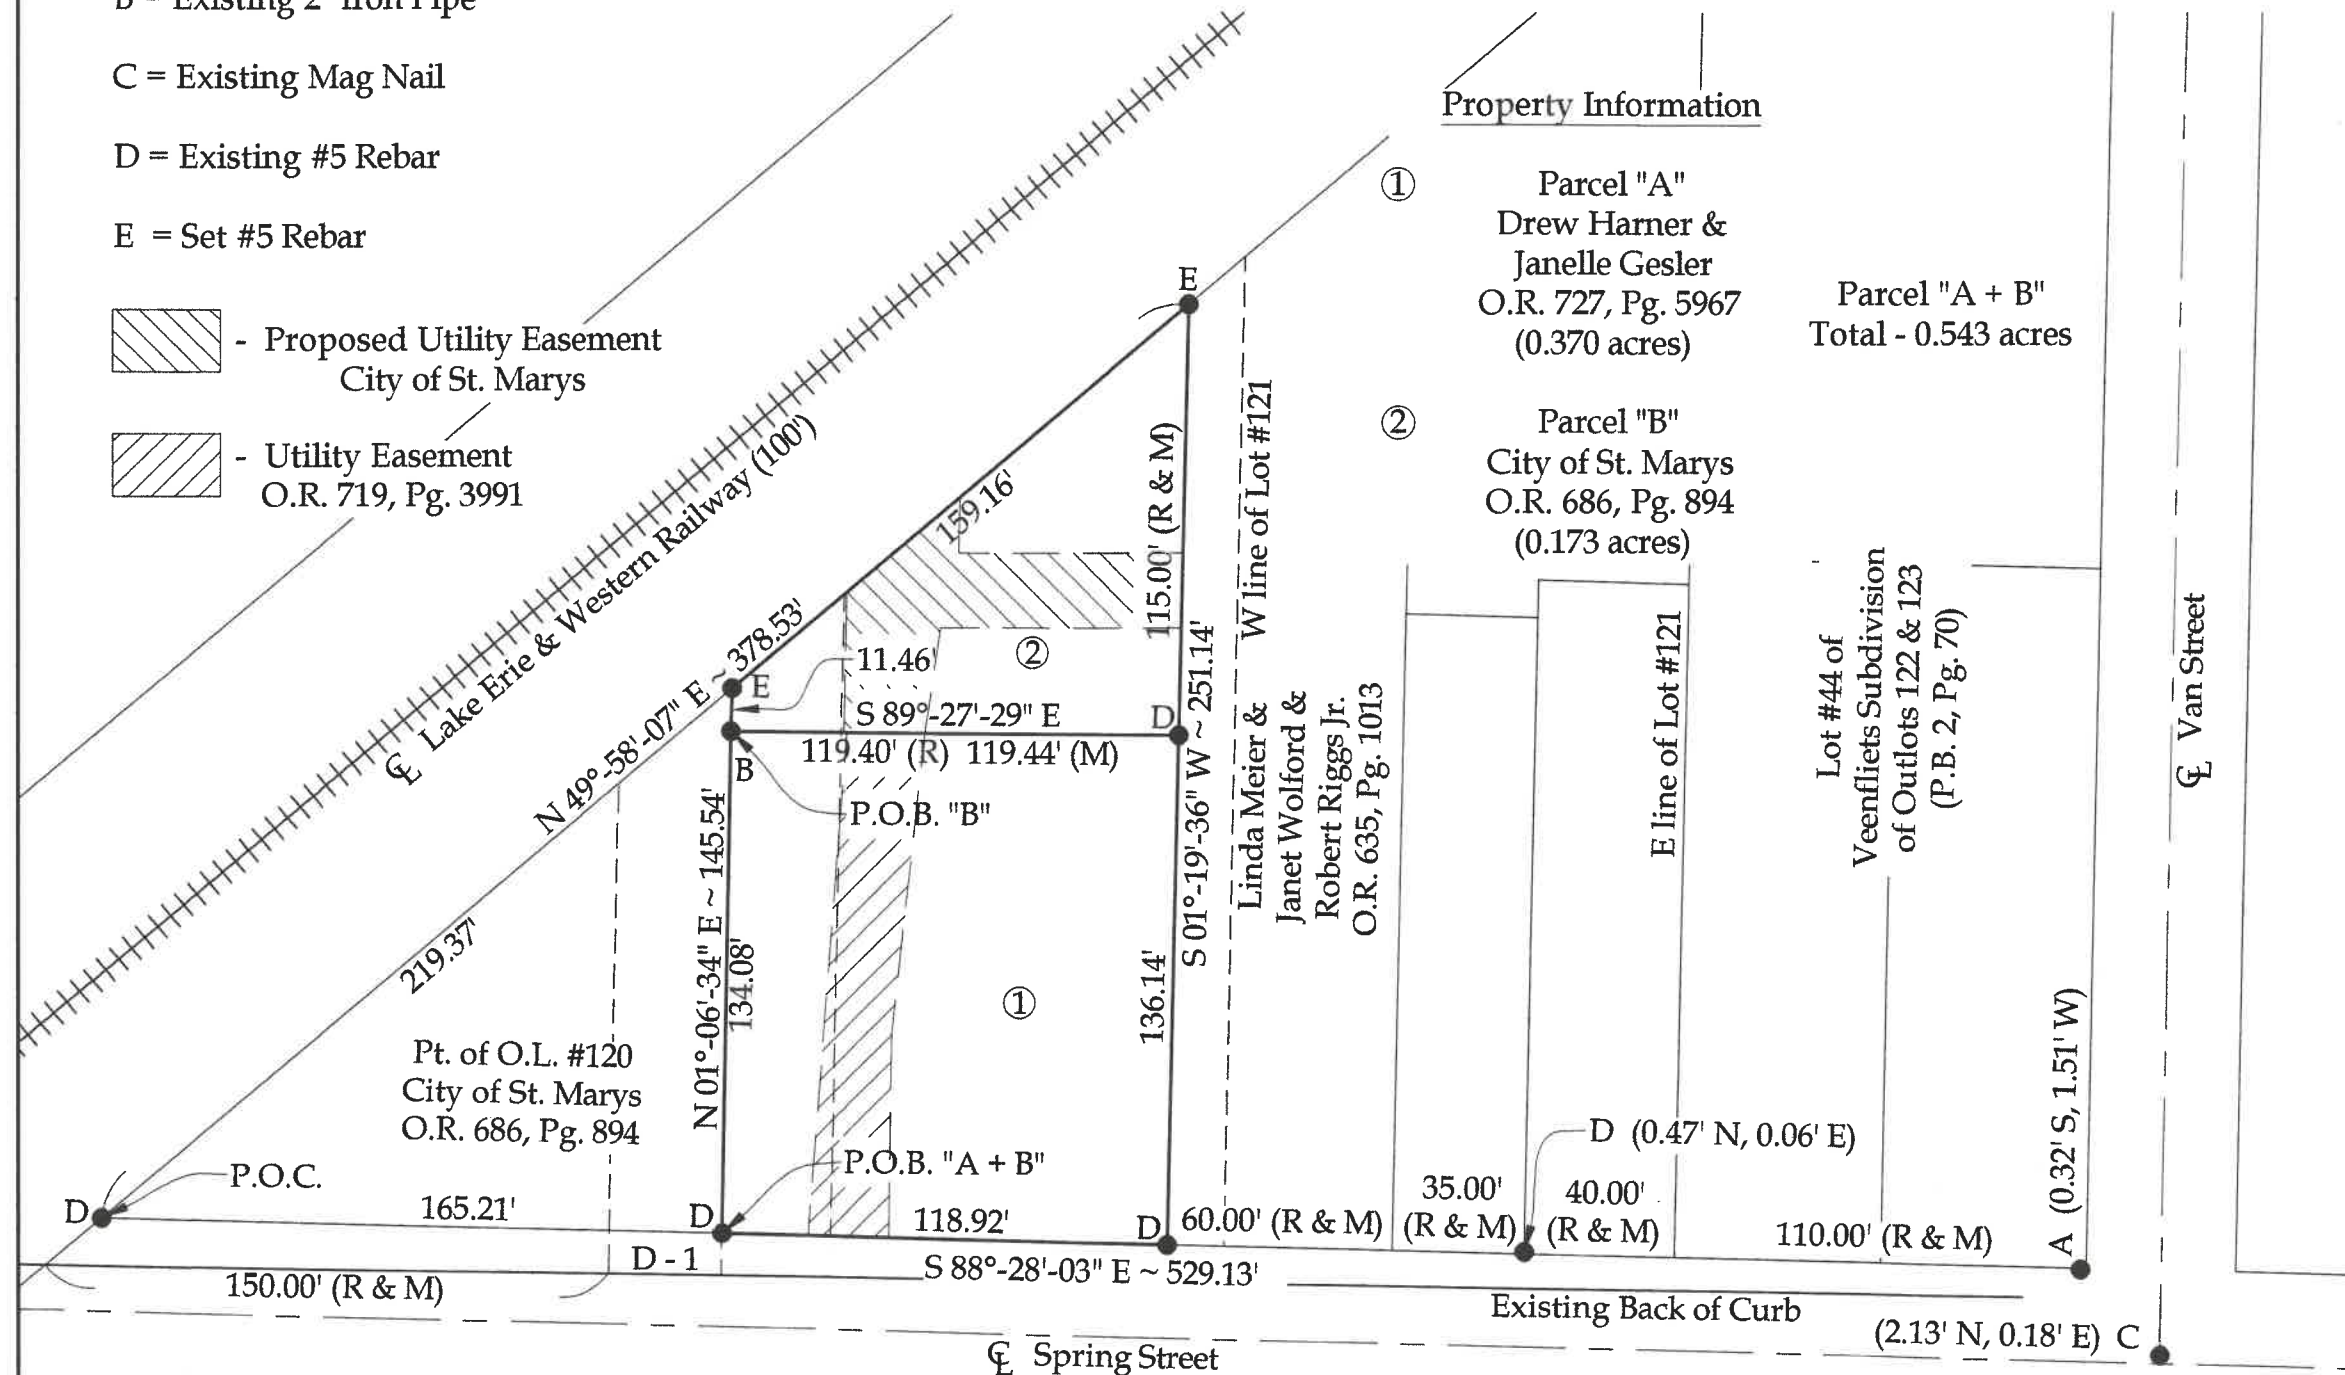 B = Existing 2" Iron Pipe
C = Existing Mag Nail
D = Existing #5 Rebar
E = Set #5 Rebar
- Proposed Utility Easement
City of St. Marys
- Utility Easement
O.R. 719, Pg. 3991
Property Information
① Parcel "A"
Drew Harner &
Janelle Gesler
O.R. 727, Pg. 5967
(0.370 acres)
Parcel "A + B"
Total - 0.543 acres
② Parcel "B"
City of St. Marys
O.R. 686, Pg. 894
(0.173 acres)
℄ Lake Erie & Western Railway (100')
N 49°-58'-07" E ~ 378.53'
159.16'
219.37'
E
E
11.46'
②
S 89°-27'-29" E
119.40' (R) 119.44' (M)
D
B
P.O.B. "B"
115.00' (R & M)
S 01°-19'-36" W ~ 251.14'
136.14'
N 01°-06'-34" E ~ 145.54'
134.08'
①
W line of Lot #121
Linda Meier &
Janet Wolford &
Robert Riggs Jr.
O.R. 635, Pg. 1013
E line of Lot #121
Lot #44 of
Veenfliets Subdivision
of Outlots 122 & 123
(P.B. 2, Pg. 70)
℄ Van Street
Pt. of O.L. #120
City of St. Marys
O.R. 686, Pg. 894
P.O.C.
P.O.B. "A + B"
D (0.47' N, 0.06' E)
A (0.32' S, 1.51' W)
D
165.21'
D
118.92'
D
60.00' (R & M)
35.00'
(R & M)
40.00'
(R & M)
110.00' (R & M)
D - 1
150.00' (R & M)
S 88°-28'-03" E ~ 529.13'
Existing Back of Curb
(2.13' N, 0.18' E) C
℄ Spring Street